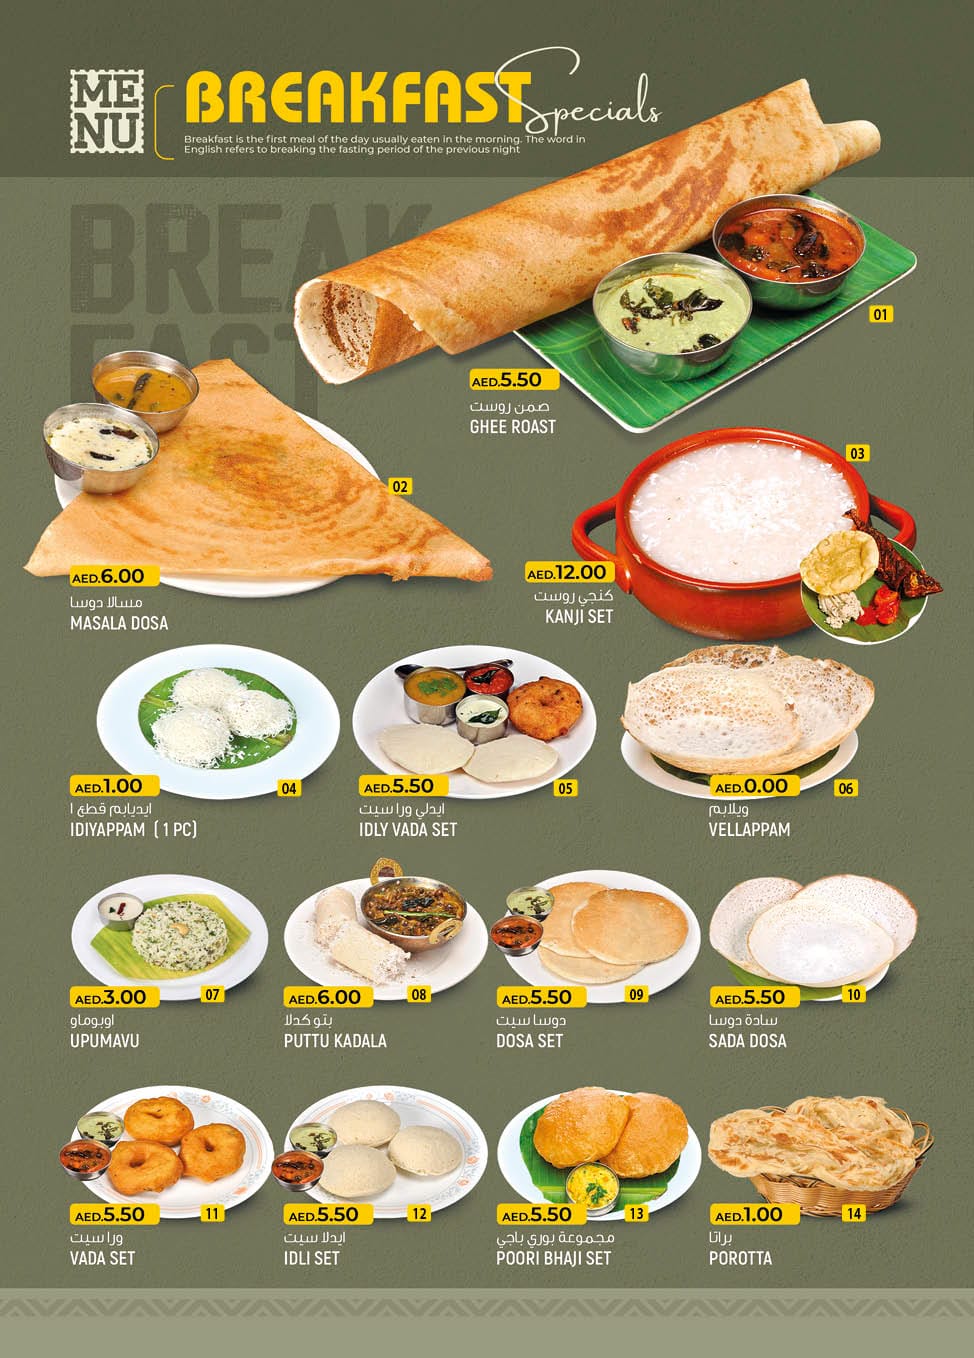 ME
NU
BREAKFAST Specials
Breakfast is the first meal of the day usually eaten in the morning. The word in
English refers to breaking the fasting period of the previous night
BREAK
FAST
01
AED.5.50
صمن روست
GHEE ROAST
02
AED.6.00
مسالا دوسا
MASALA DOSA
03
AED.12.00
كنجي روست
KANJI SET
AED.1.00
04
ايديابم قطع ١
IDIYAPPAM ( 1 PC)
AED.5.50
05
ايدلي ورا سيت
IDLY VADA SET
AED.0.00
06
ويلابم
VELLAPPAM
AED.3.00
07
اوبوماو
UPUMAVU
AED.6.00
08
بتو كدلا
PUTTU KADALA
AED.5.50
09
دوسا سيت
DOSA SET
AED.5.50
10
سادة دوسا
SADA DOSA
AED.5.50
11
ورا سيت
VADA SET
AED.5.50
12
ايدلا سيت
IDLI SET
AED.5.50
13
مجموعة بوري باجي
POORI BHAJI SET
AED.1.00
14
براتا
POROTTA